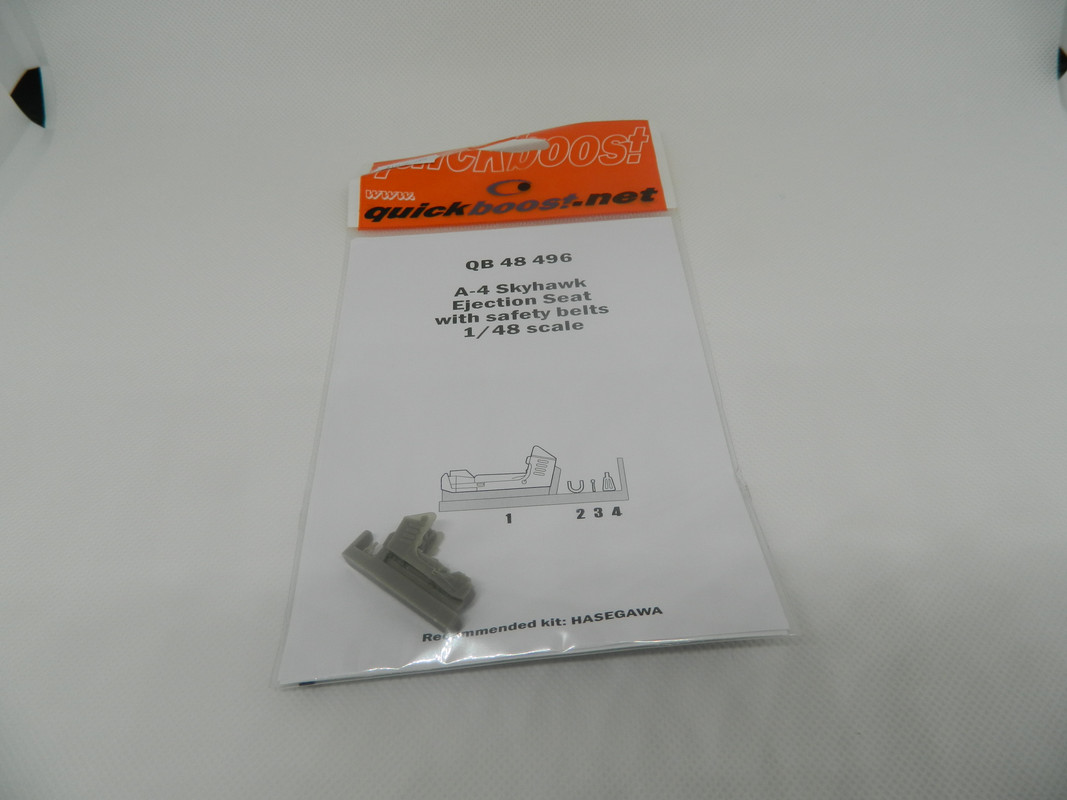 quickboost
www.
quickboost.net
QB 48 496
A-4 Skyhawk
Ejection Seat
with safety belts
1/48 scale
1 2 3 4
Recommended kit: HASEGAWA